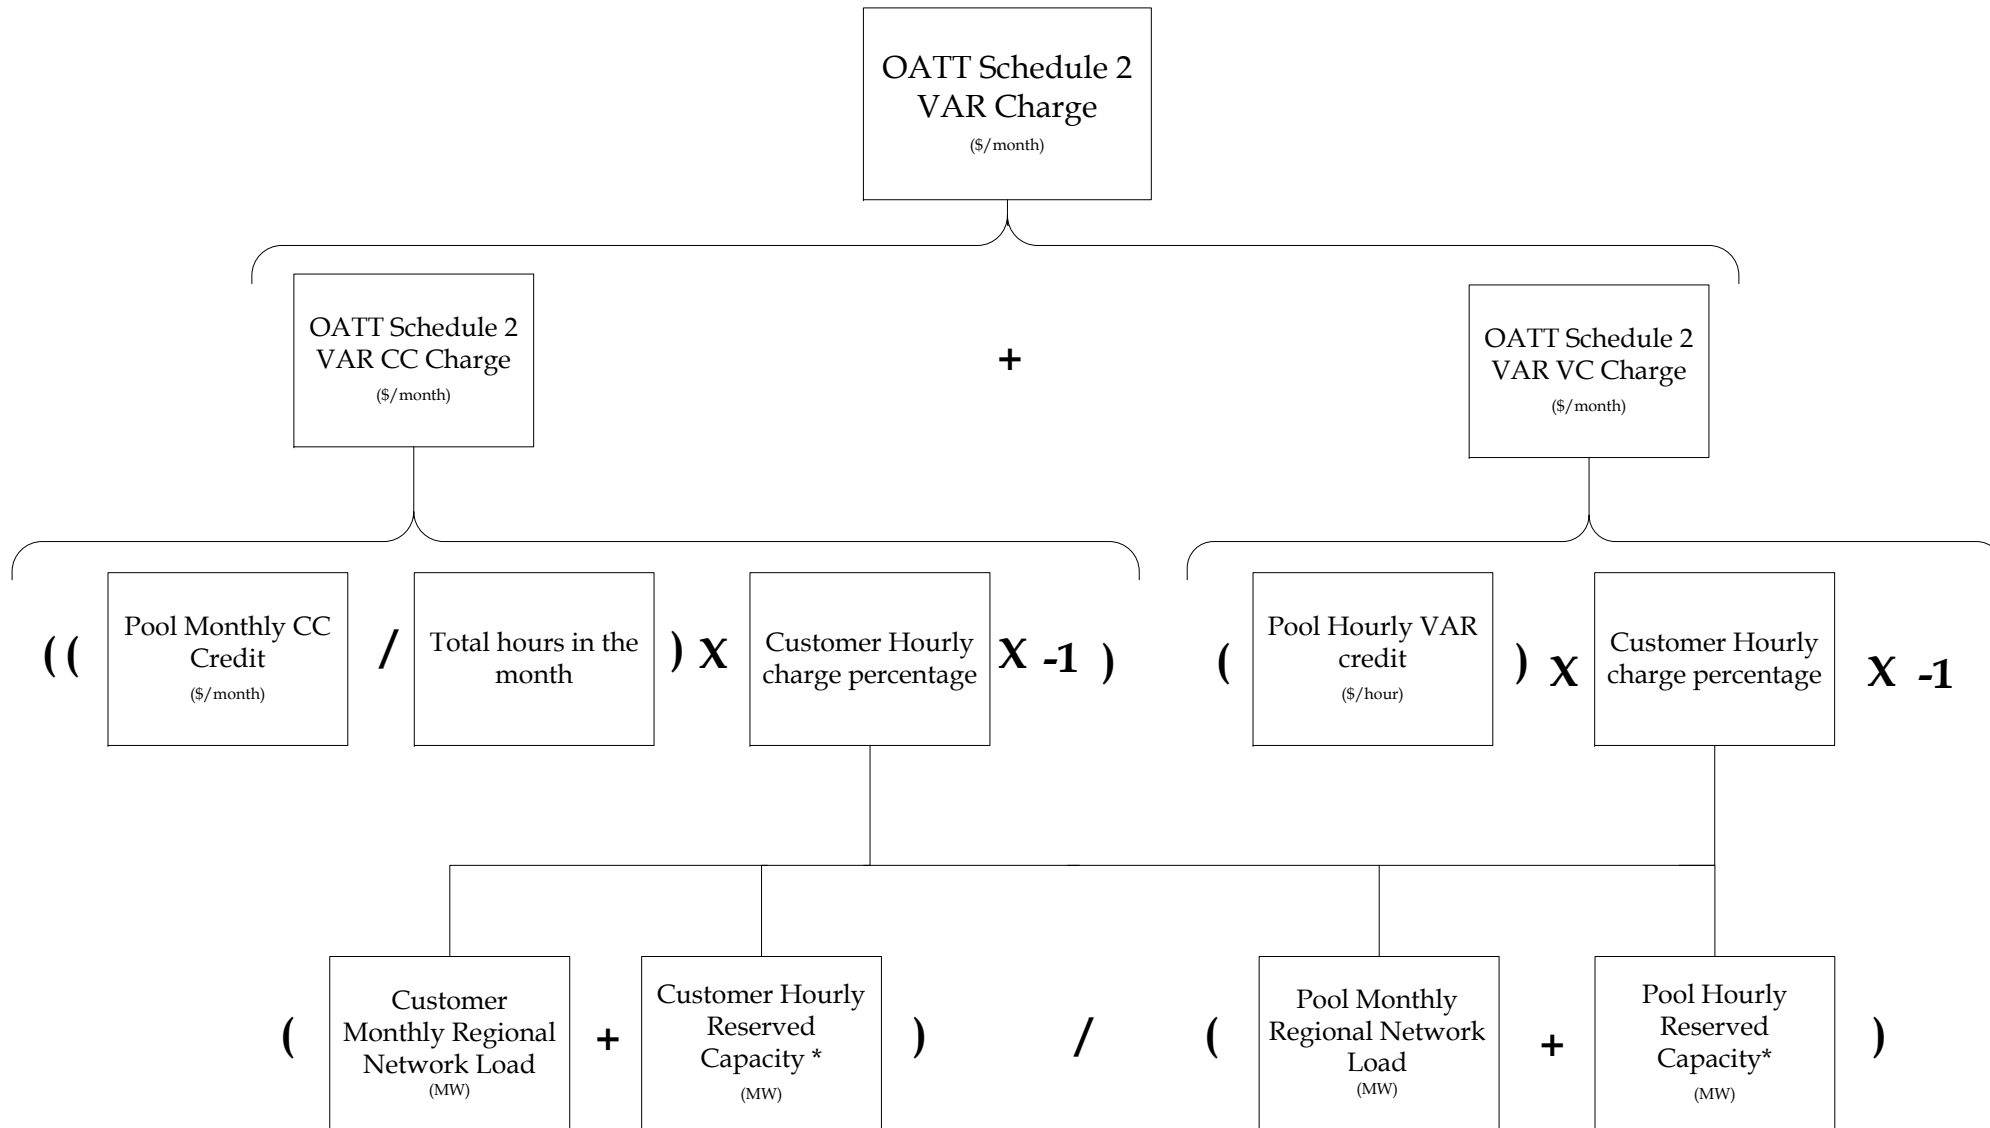 OATT Schedule 2
VAR Charge
($/month)
OATT Schedule 2
VAR CC Charge
($/month)
+
OATT Schedule 2
VAR VC Charge
($/month)
( (
Pool Monthly CC
Credit
($/month)
/
Total hours in the
month
) X
Customer Hourly
charge percentage
X -1 )
(
Pool Hourly VAR
credit
($/hour)
) X
Customer Hourly
charge percentage
X -1
(
Customer
Monthly Regional
Network Load
(MW)
+
Customer Hourly
Reserved
Capacity *
(MW)
)
/
(
Pool Monthly
Regional Network
Load
(MW)
+
Pool Hourly
Reserved
Capacity*
(MW)
)